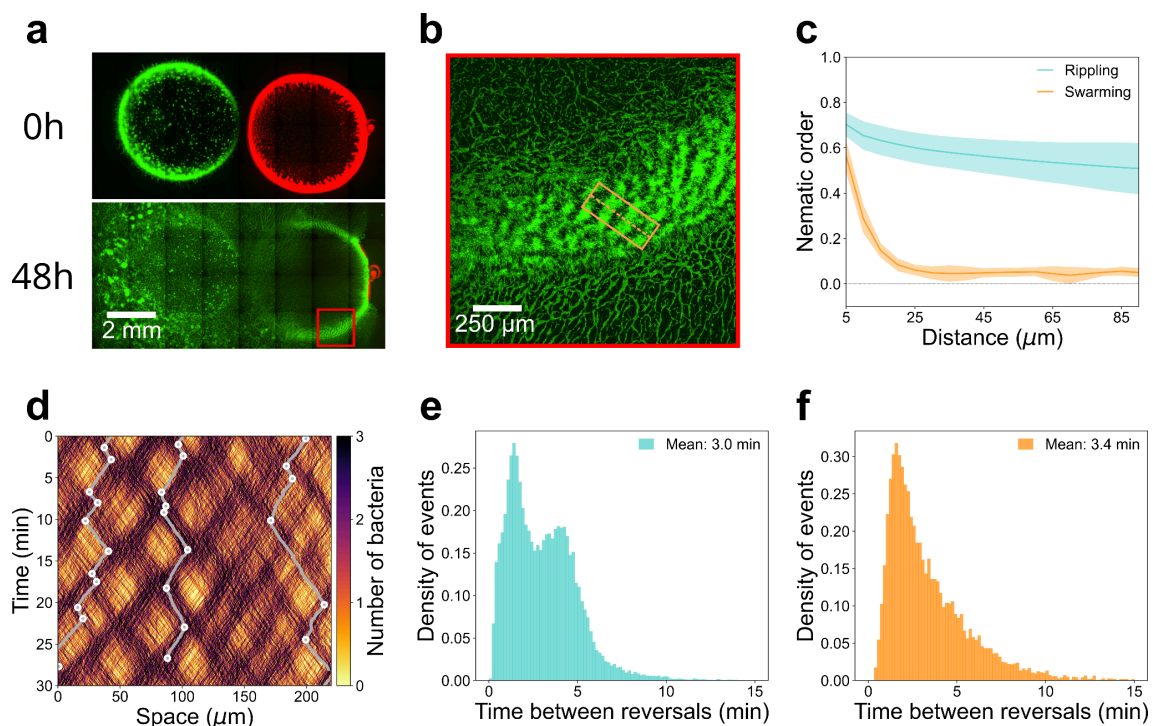 a
0h
48h
2 mm
b
250 µm
c
Rippling
Swarming
Nematic order
1.0
0.8
0.6
0.4
0.2
0.0
5
25
45
65
85
Distance (µm)
d
Time (min)
0
5
10
15
20
25
30
0
50
100
150
200
Space (µm)
3
2
1
0
Number of bacteria
e
Mean: 3.0 min
Density of events
0.25
0.20
0.15
0.10
0.05
0.00
0
5
10
15
Time between reversals (min)
f
Mean: 3.4 min
Density of events
0.30
0.25
0.20
0.15
0.10
0.05
0.00
0
5
10
15
Time between reversals (min)